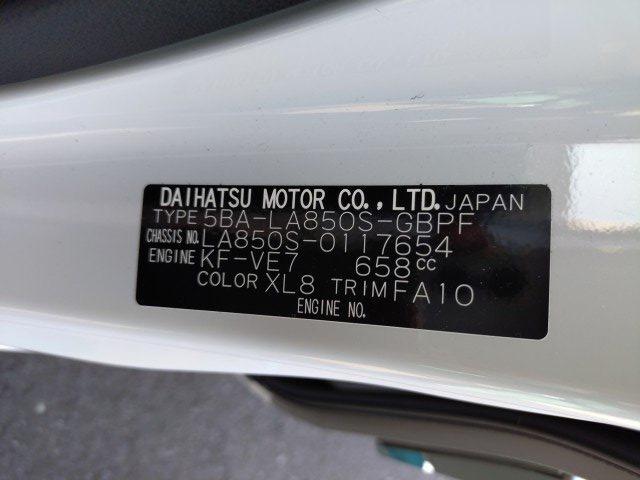 DAIHATSU MOTOR CO., LTD. JAPAN
TYPE 5BA-LA850S-GBPF
CHASSIS NO. LA850S-0117654
ENGINE KF-VE7 658cc
COLOR XL8 TRIM FA10
ENGINE NO.